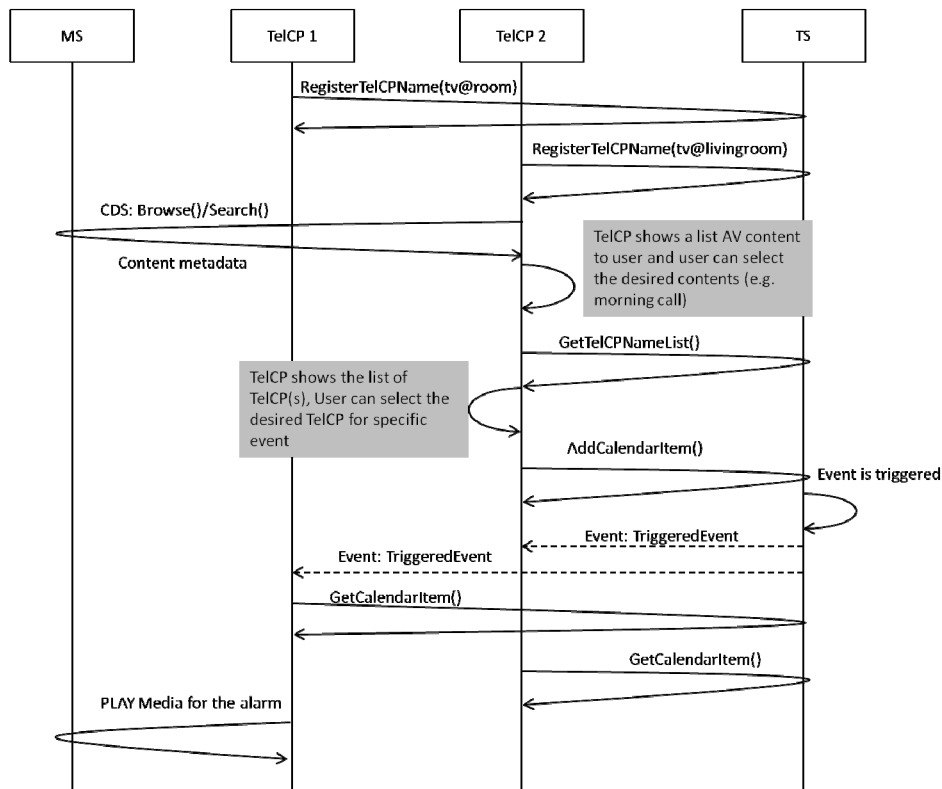 MS
TelCP 1
TelCP 2
TS
RegisterTelCPName(tv@room)
RegisterTelCPName(tv@livingroom)
CDS: Browse()/Search()
Content metadata
TelCP shows a list AV content
to user and user can select
the desired contents (e.g.
morning call)
GetTelCPNameList()
TelCP shows the list of
TelCP(s), User can select the
desired TelCP for specific
event
AddCalendarItem()
Event is triggered
Event: TriggeredEvent
Event: TriggeredEvent
GetCalendarItem()
GetCalendarItem()
PLAY Media for the alarm